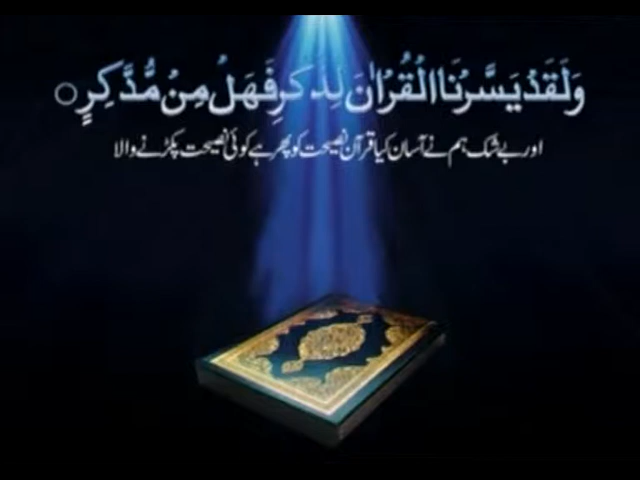 وَلَقَدْ يَسَّرْنَا الْقُرْاٰنَ لِلذِّكْرِ فَهَلْ مِنْ مُّدَّكِرٍ ○
اور بے شک ہم نے آسان کیا قرآن نصیحت کو پھر ہے کوئی نصیحت پکڑنے والا